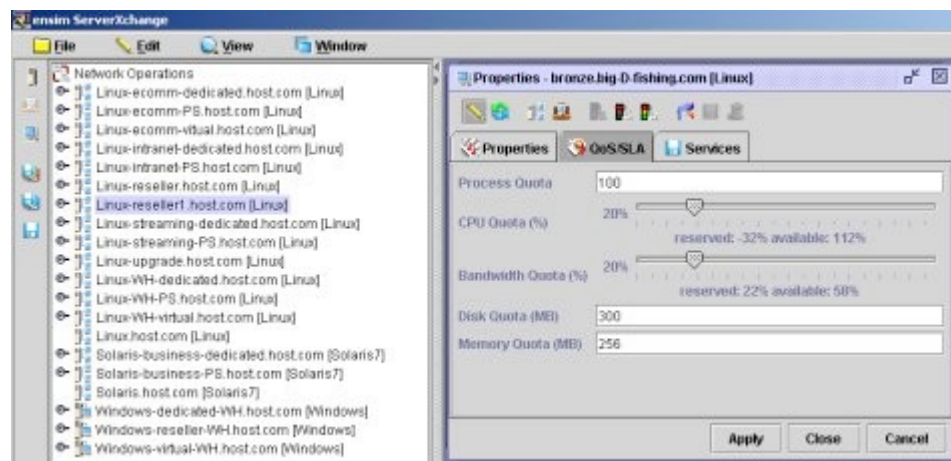 ensim ServerXchange
File Edit View Window
Network Operations
Linux-ecomm-dedicated.host.com [Linux]
Linux-ecomm-PS.host.com [Linux]
Linux-ecomm-vitual.host.com [Linux]
Linux-intranet-dedicated.host.com [Linux]
Linux-intranet-PS.host.com [Linux]
Linux-reseller.host.com [Linux]
Linux-reseller1.host.com [Linux]
Linux-streaming-dedicated.host.com [Linux]
Linux-streaming-PS.host.com [Linux]
Linux-upgrade.host.com [Linux]
Linux-WH-dedicated.host.com [Linux]
Linux-WH-PS.host.com [Linux]
Linux-WH-virtual.host.com [Linux]
Linux.host.com [Linux]
Solaris-business-dedicated.host.com [Solaris7]
Solaris-business-PS.host.com [Solaris7]
Solaris.host.com [Solaris7]
Windows-dedicated-WH.host.com [Windows]
Windows-reseller-WH.host.com [Windows]
Windows-virtual-WH.host.com [Windows]
Properties - bronze.big-D-fishing.com [Linux]
Properties QoS/SLA Services
Process Quota 100
CPU Quota (%) 20%
reserved: -32% available: 112%
Bandwidth Quota (%) 20%
reserved: 22% available: 58%
Disk Quota (MB) 300
Memory Quota (MB) 256
Apply Close Cancel